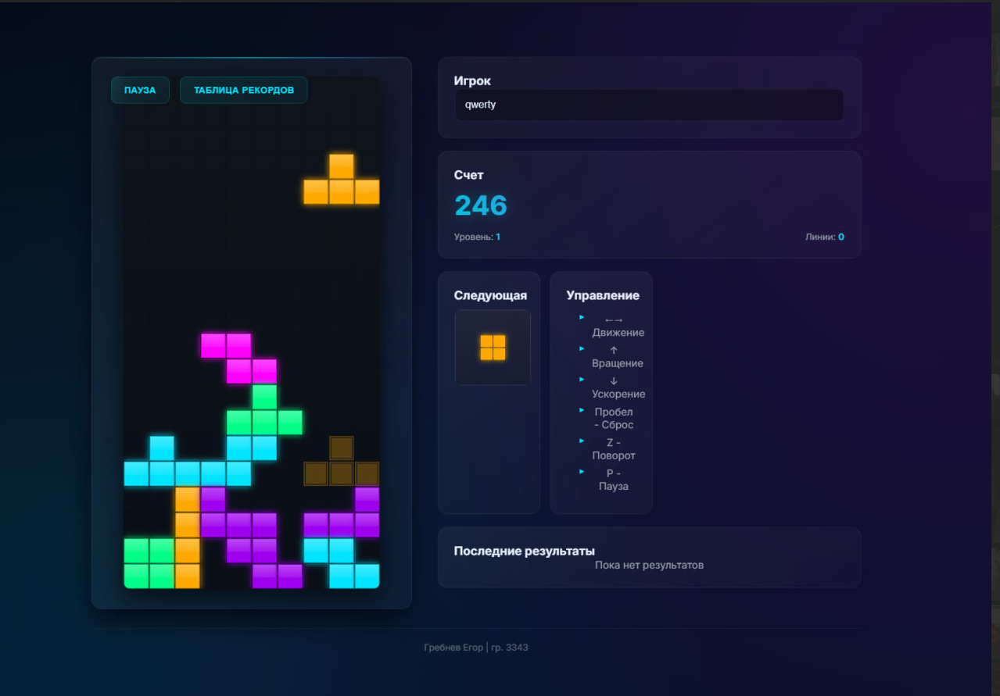 ПАУЗА
ТАБЛИЦА РЕКОРДОВ
Игрок
qwerty
Счет
246
Уровень: 1
Линии: 0
Следующая
Управление
←→
Движение
↑
Вращение
↓
Ускорение
Пробел
- Сброс
Z -
Поворот
P -
Пауза
Последние результаты
Пока нет результатов
Гребнев Егор | гр. 3343